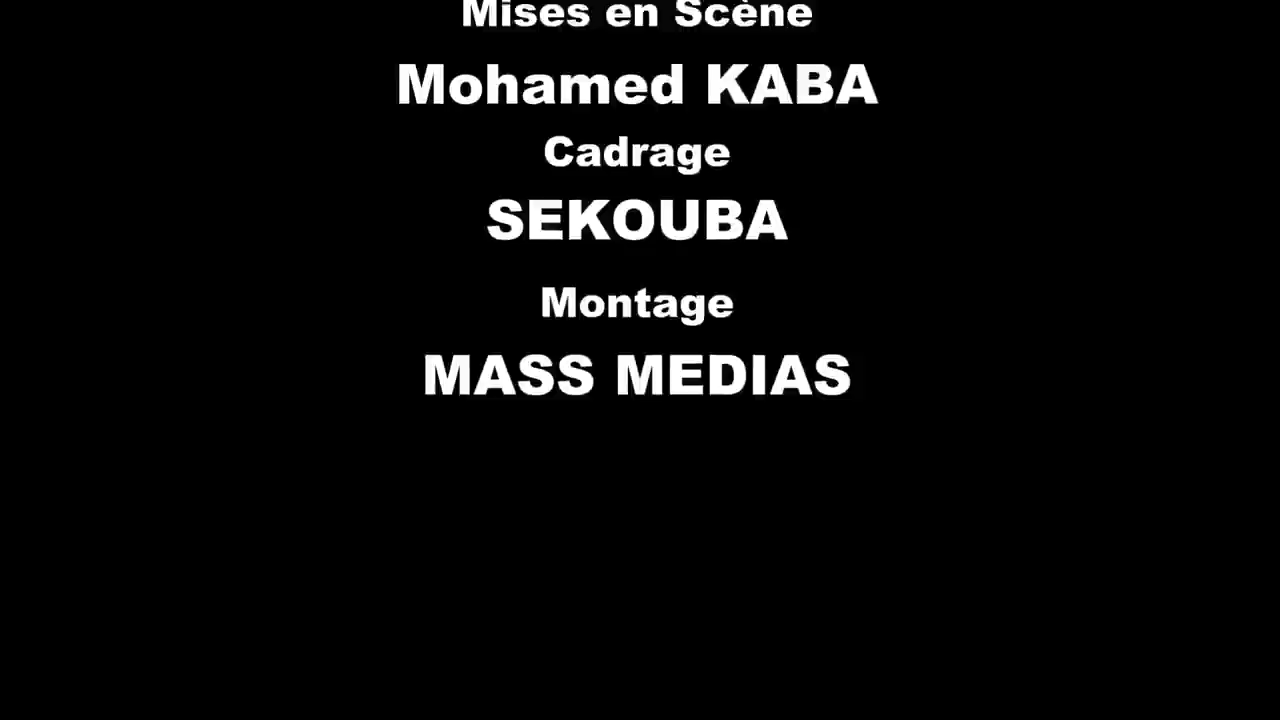 Mises en Scène
Mohamed KABA
Cadrage
SEKOUBA
Montage
MASS MEDIAS